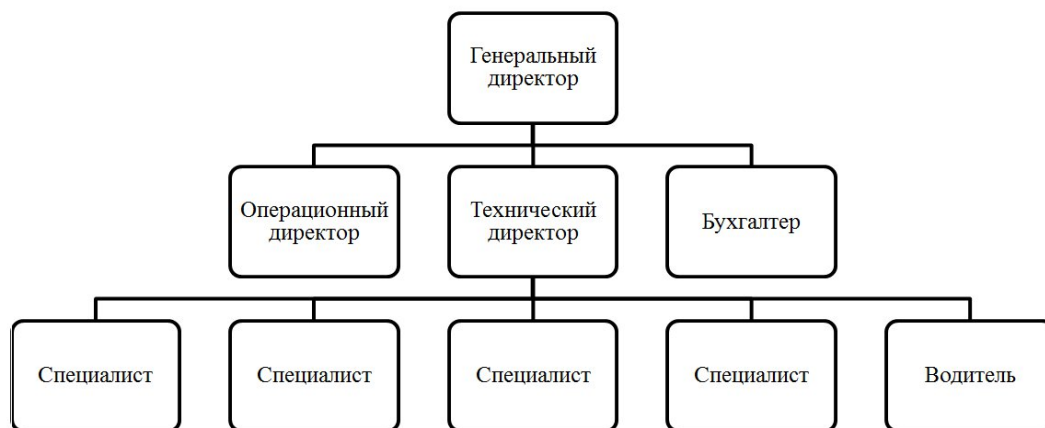 Генеральный
директор
Операционный
директор
Технический
директор
Бухгалтер
Специалист
Специалист
Специалист
Специалист
Водитель